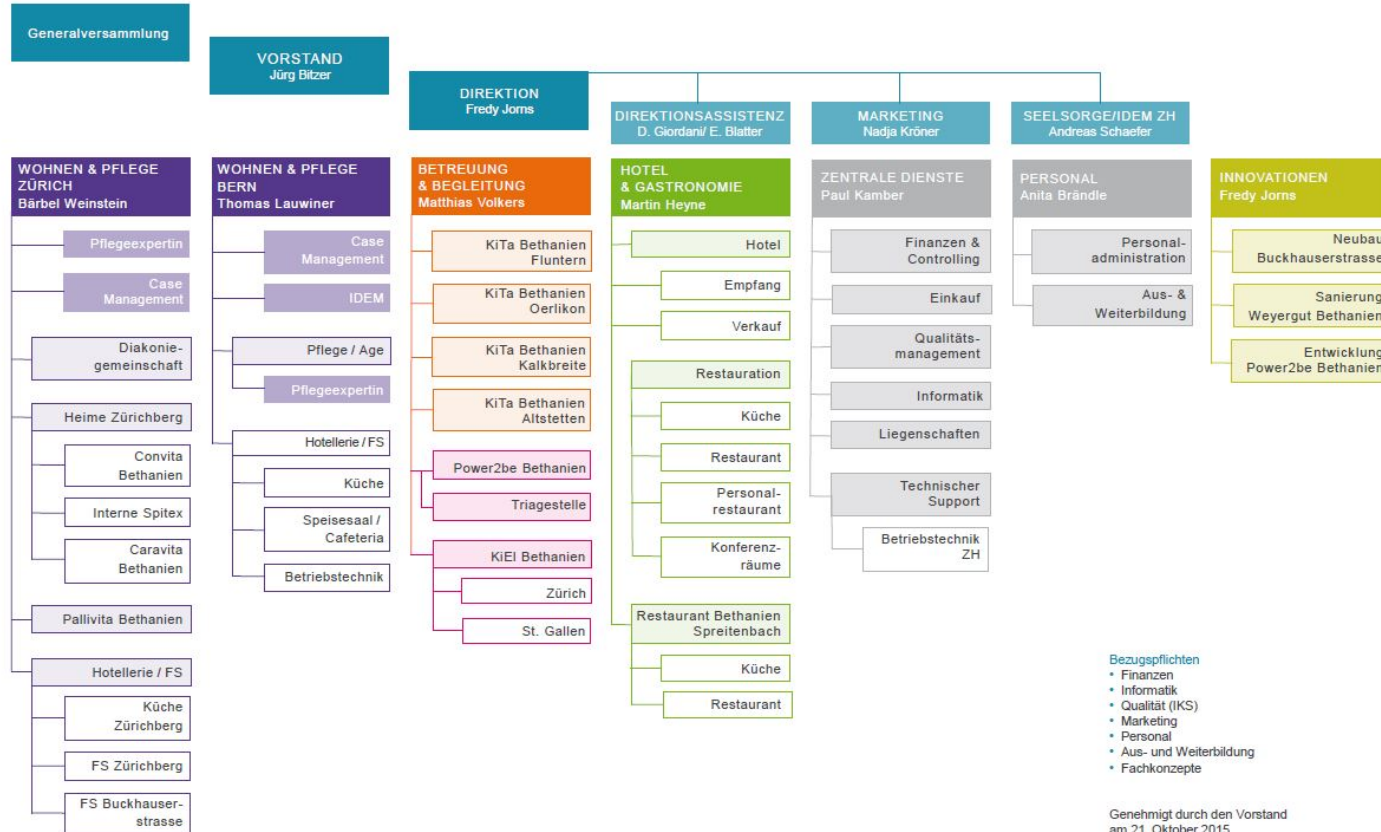 Generalversammlung
VORSTAND
Jürg Bitzer
DIREKTION
Fredy Jorns
DIREKTIONSASSISTENZ
D. Giordani/ E. Blatter
MARKETING
Nadja Kröner
SEELSORGE/IDEM ZH
Andreas Schaefer
WOHNEN & PFLEGE
ZÜRICH
Bärbel Weinstein
Pflegeexpertin
Case
Management
Diakonie-
gemeinschaft
Heime Zürichberg
Convita
Bethanien
Interne Spitex
Caravita
Bethanien
Pallivita Bethanien
Hotellerie / FS
Küche
Zürichberg
FS Zürichberg
FS Buckhauser-
strasse
WOHNEN & PFLEGE
BERN
Thomas Lauwiner
Case
Management
IDEM
Pflege / Age
Pflegeexpertin
Hotellerie / FS
Küche
Speisesaal /
Cafeteria
Betriebstechnik
BETREUUNG
& BEGLEITUNG
Matthias Volkers
KiTa Bethanien
Fluntern
KiTa Bethanien
Oerlikon
KiTa Bethanien
Kalkbreite
KiTa Bethanien
Altstetten
Power2be Bethanien
Triagestelle
KiEl Bethanien
Zürich
St. Gallen
HOTEL
& GASTRONOMIE
Martin Heyne
Hotel
Empfang
Verkauf
Restauration
Küche
Restaurant
Personal-
restaurant
Konferenz-
räume
Restaurant Bethanien
Spreitenbach
Küche
Restaurant
ZENTRALE DIENSTE
Paul Kamber
Finanzen &
Controlling
Einkauf
Qualitäts-
management
Informatik
Liegenschaften
Technischer
Support
Betriebstechnik
ZH
PERSONAL
Anita Brändle
Personal-
administration
Aus- &
Weiterbildung
INNOVATIONEN
Fredy Jorns
Neubau
Buckhauserstrasse
Sanierung
Weyergut Bethanien
Entwicklung
Power2be Bethanien
Bezugspflichten
• Finanzen
• Informatik
• Qualität (IKS)
• Marketing
• Personal
• Aus- und Weiterbildung
• Fachkonzepte
Genehmigt durch den Vorstand
am 21. Oktober 2015